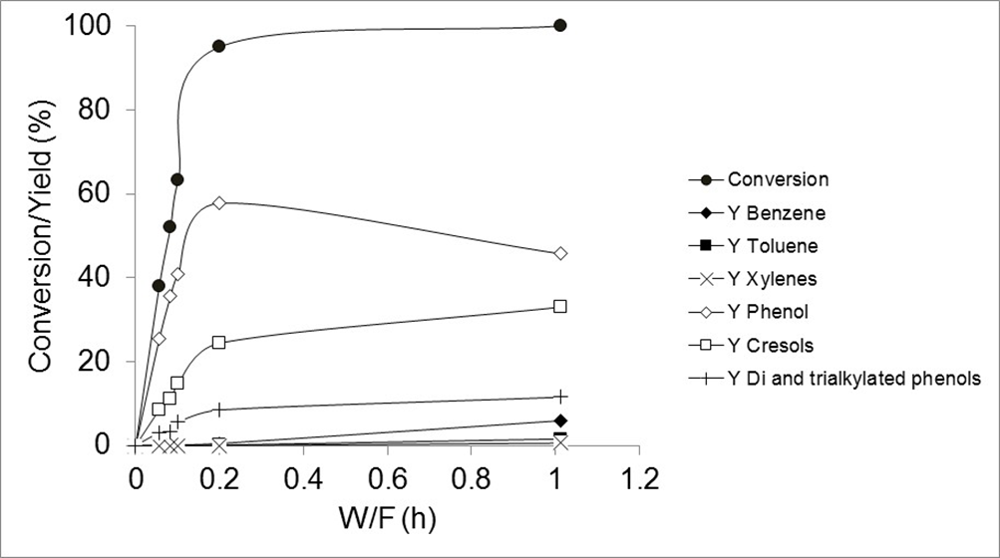 Conversion/Yield (%)
100
80
60
40
20
0
0 0.2 0.4 0.6 0.8 1 1.2
W/F (h)
Conversion
Y Benzene
Y Toluene
Y Xylenes
Y Phenol
Y Cresols
Y Di and trialkylated phenols